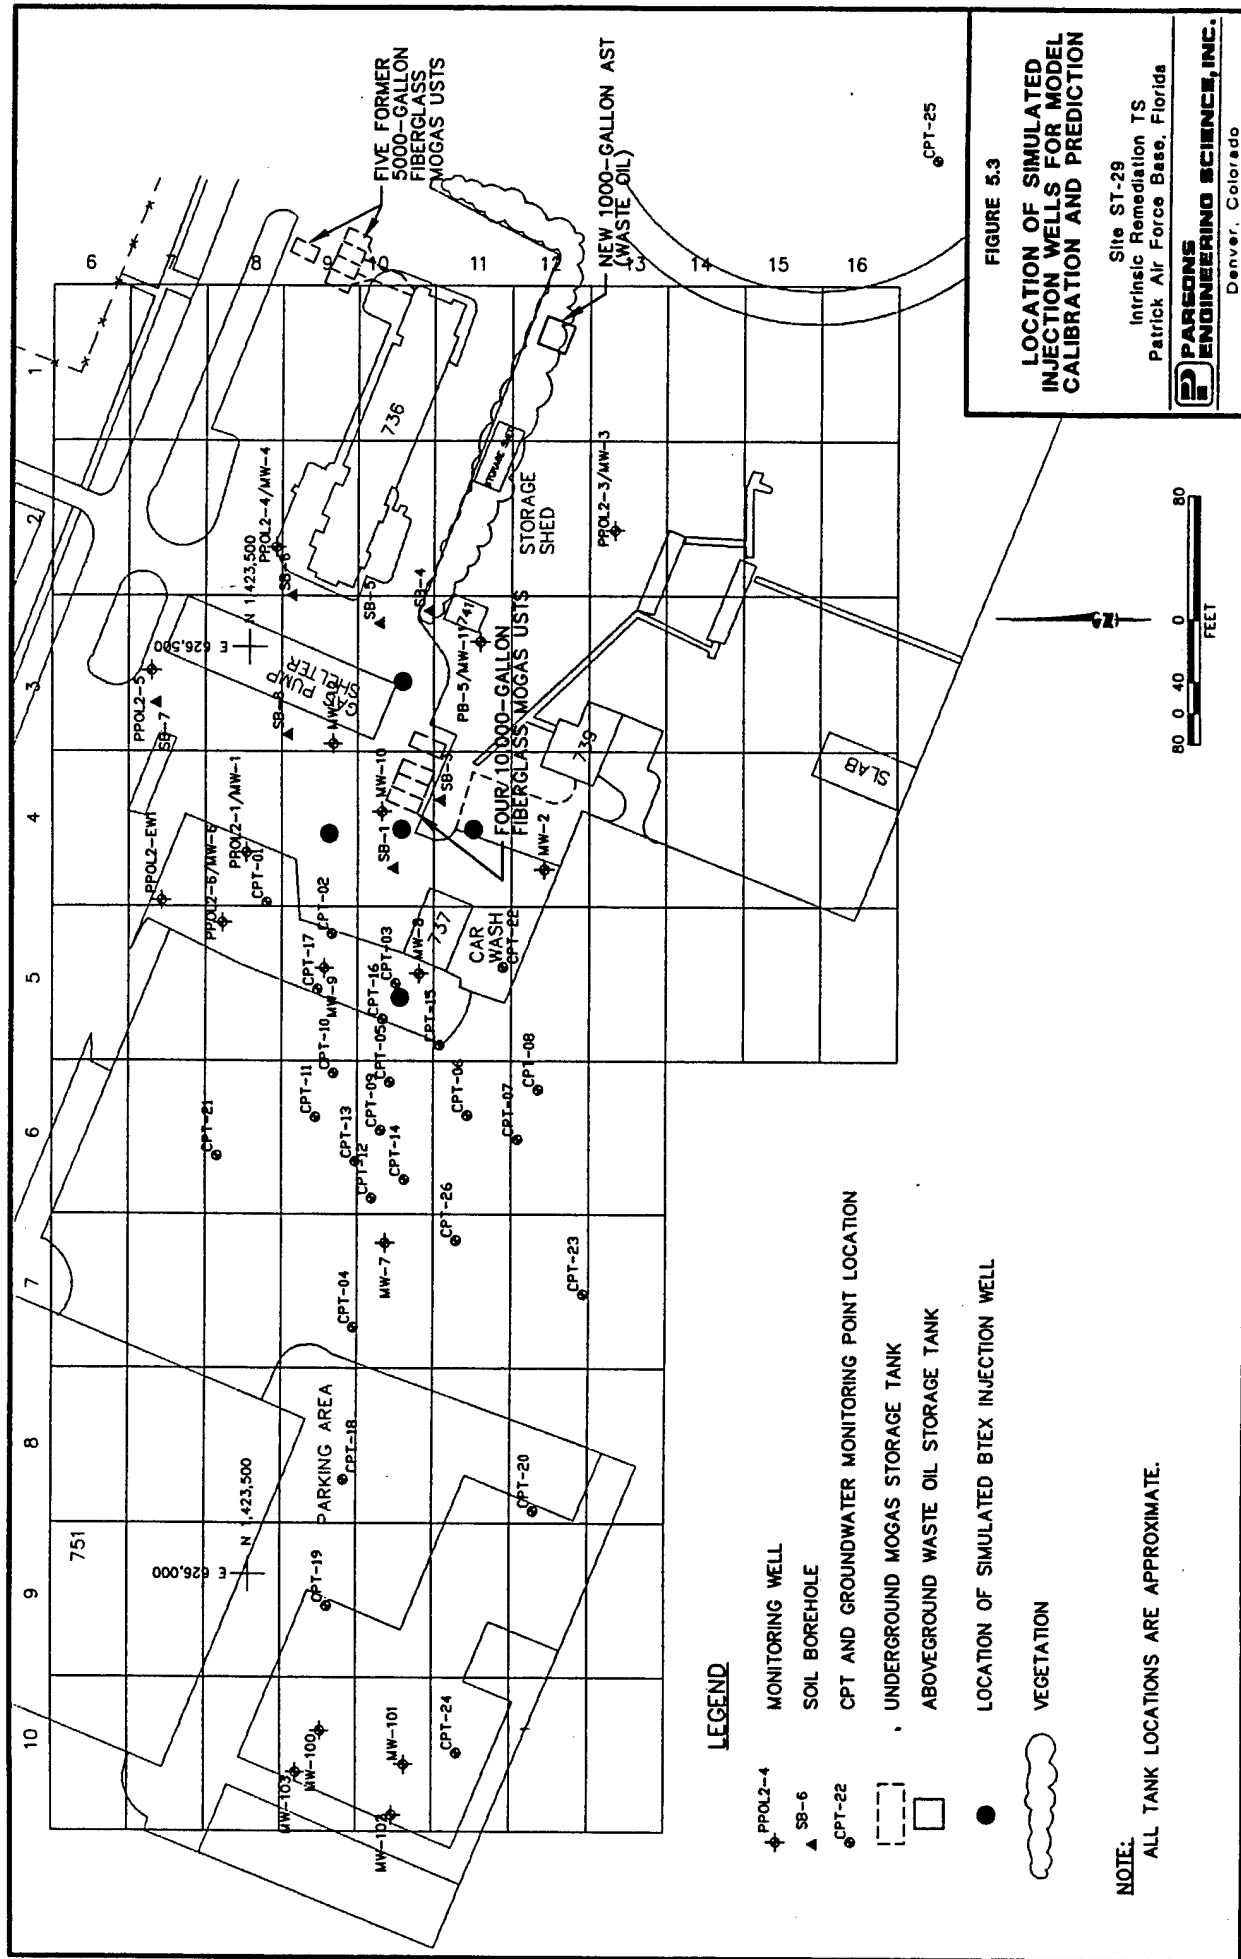 FIVE FORMER
5000-GALLON
FIBERGLASS
MOGAS USTS
NEW 1000-GALLON AST
(WASTE OIL)
CPT-25
1
2
3
4
5
6
7
8
9
10
6
7
8
9
10
11
12
13
14
15
16
736
STORAGE
SHED
PPOL2-4/MW-4
SB-6
N 1,423,500
E 626,500
PPOL2-3/MW-3
SB-5
SB-4
741
PPOL2-5
SB-7
SB-8
PUMP
SHELTER
PB-5/MW-11
FOUR 10,000-GALLON
FIBERGLASS MOGAS USTS
739
SLAB
MW-10
SB-3
SB-1
MW-2
PPOL2-EW1
PPOL2-6/MW-6
PROL2-1/MW-1
CPT-01
CPT-02
CPT-17
MW-9
CPT-03
CPT-16
MW-8
737
CAR
WASH
CPT-22
CPT-15
CPT-10
CPT-05
CPT-11
CPT-09
CPT-06
CPT-08
CPT-07
CPT-21
CPT-13
CPT-12
CPT-14
CPT-26
MW-7
CPT-04
CPT-23
PARKING AREA
CPT-18
CPT-20
751
N 1,423,500
E 626,000
CPT-19
MW-103
MW-100
MW-101
MW-102
CPT-24
LEGEND
PPOL2-4 MONITORING WELL
SB-6 SOIL BOREHOLE
CPT-22 CPT AND GROUNDWATER MONITORING POINT LOCATION
UNDERGROUND MOGAS STORAGE TANK
ABOVEGROUND WASTE OIL STORAGE TANK
LOCATION OF SIMULATED BTEX INJECTION WELL
VEGETATION
NOTE:
ALL TANK LOCATIONS ARE APPROXIMATE.
80 0 40 0 80
FEET
FIGURE 5.3
LOCATION OF SIMULATED
INJECTION WELLS FOR MODEL
CALIBRATION AND PREDICTION
Site ST-29
Intrinsic Remediation TS
Patrick Air Force Base, Florida
PARSONS
ENGINEERING SCIENCE, INC.
Denver, Colorado